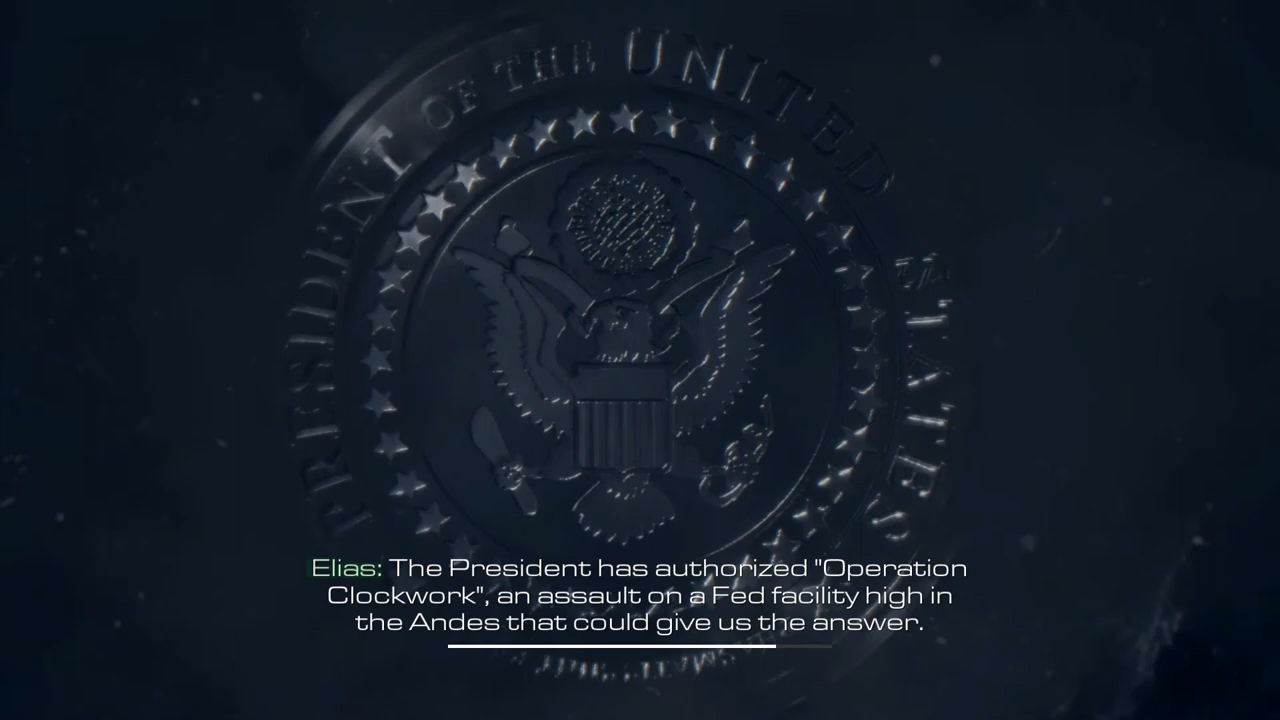 PRESIDENT OF THE UNITED STATES
Elias: The President has authorized "Operation
Clockwork", an assault on a Fed facility high in
the Andes that could give us the answer.